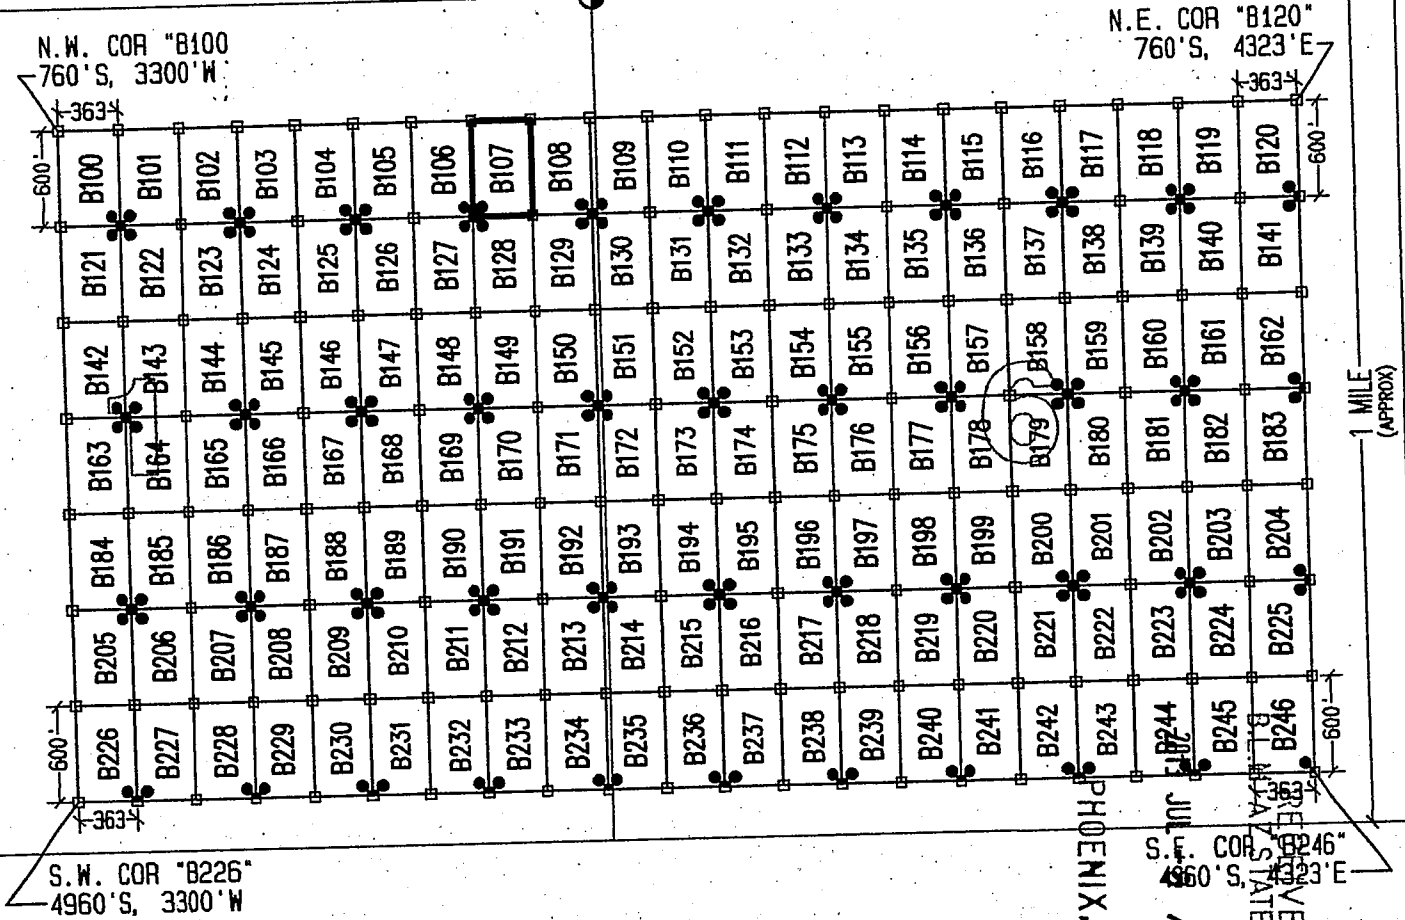 N.W. COR "B100
760'S, 3300'W
N.E. COR "B120"
760'S, 4323'E
363
363
600'
600'
B100 B101 B102 B103 B104 B105 B106 B107 B108 B109 B110 B111 B112 B113 B114 B115 B116 B117 B118 B119 B120
B121 B122 B123 B124 B125 B126 B127 B128 B129 B130 B131 B132 B133 B134 B135 B136 B137 B138 B139 B140 B141
B142 B143 B144 B145 B146 B147 B148 B149 B150 B151 B152 B153 B154 B155 B156 B157 B158 B159 B160 B161 B162
B163 B164 B165 B166 B167 B168 B169 B170 B171 B172 B173 B174 B175 B176 B177 B178 B179 B180 B181 B182 B183
B184 B185 B186 B187 B188 B189 B190 B191 B192 B193 B194 B195 B196 B197 B198 B199 B200 B201 B202 B203 B204
B205 B206 B207 B208 B209 B210 B211 B212 B213 B214 B215 B216 B217 B218 B219 B220 B221 B222 B223 B224 B225
B226 B227 B228 B229 B230 B231 B232 B233 B234 B235 B236 B237 B238 B239 B240 B241 B242 B243 B244 B245 B246
6
1 MILE
(APPROX)
600'
600'
363
363
S.W. COR "B226"
4960'S, 3300'W
S.E. COR "B246"
4960'S, 4323'E
AZ STATE
JUL
PHOENIX,